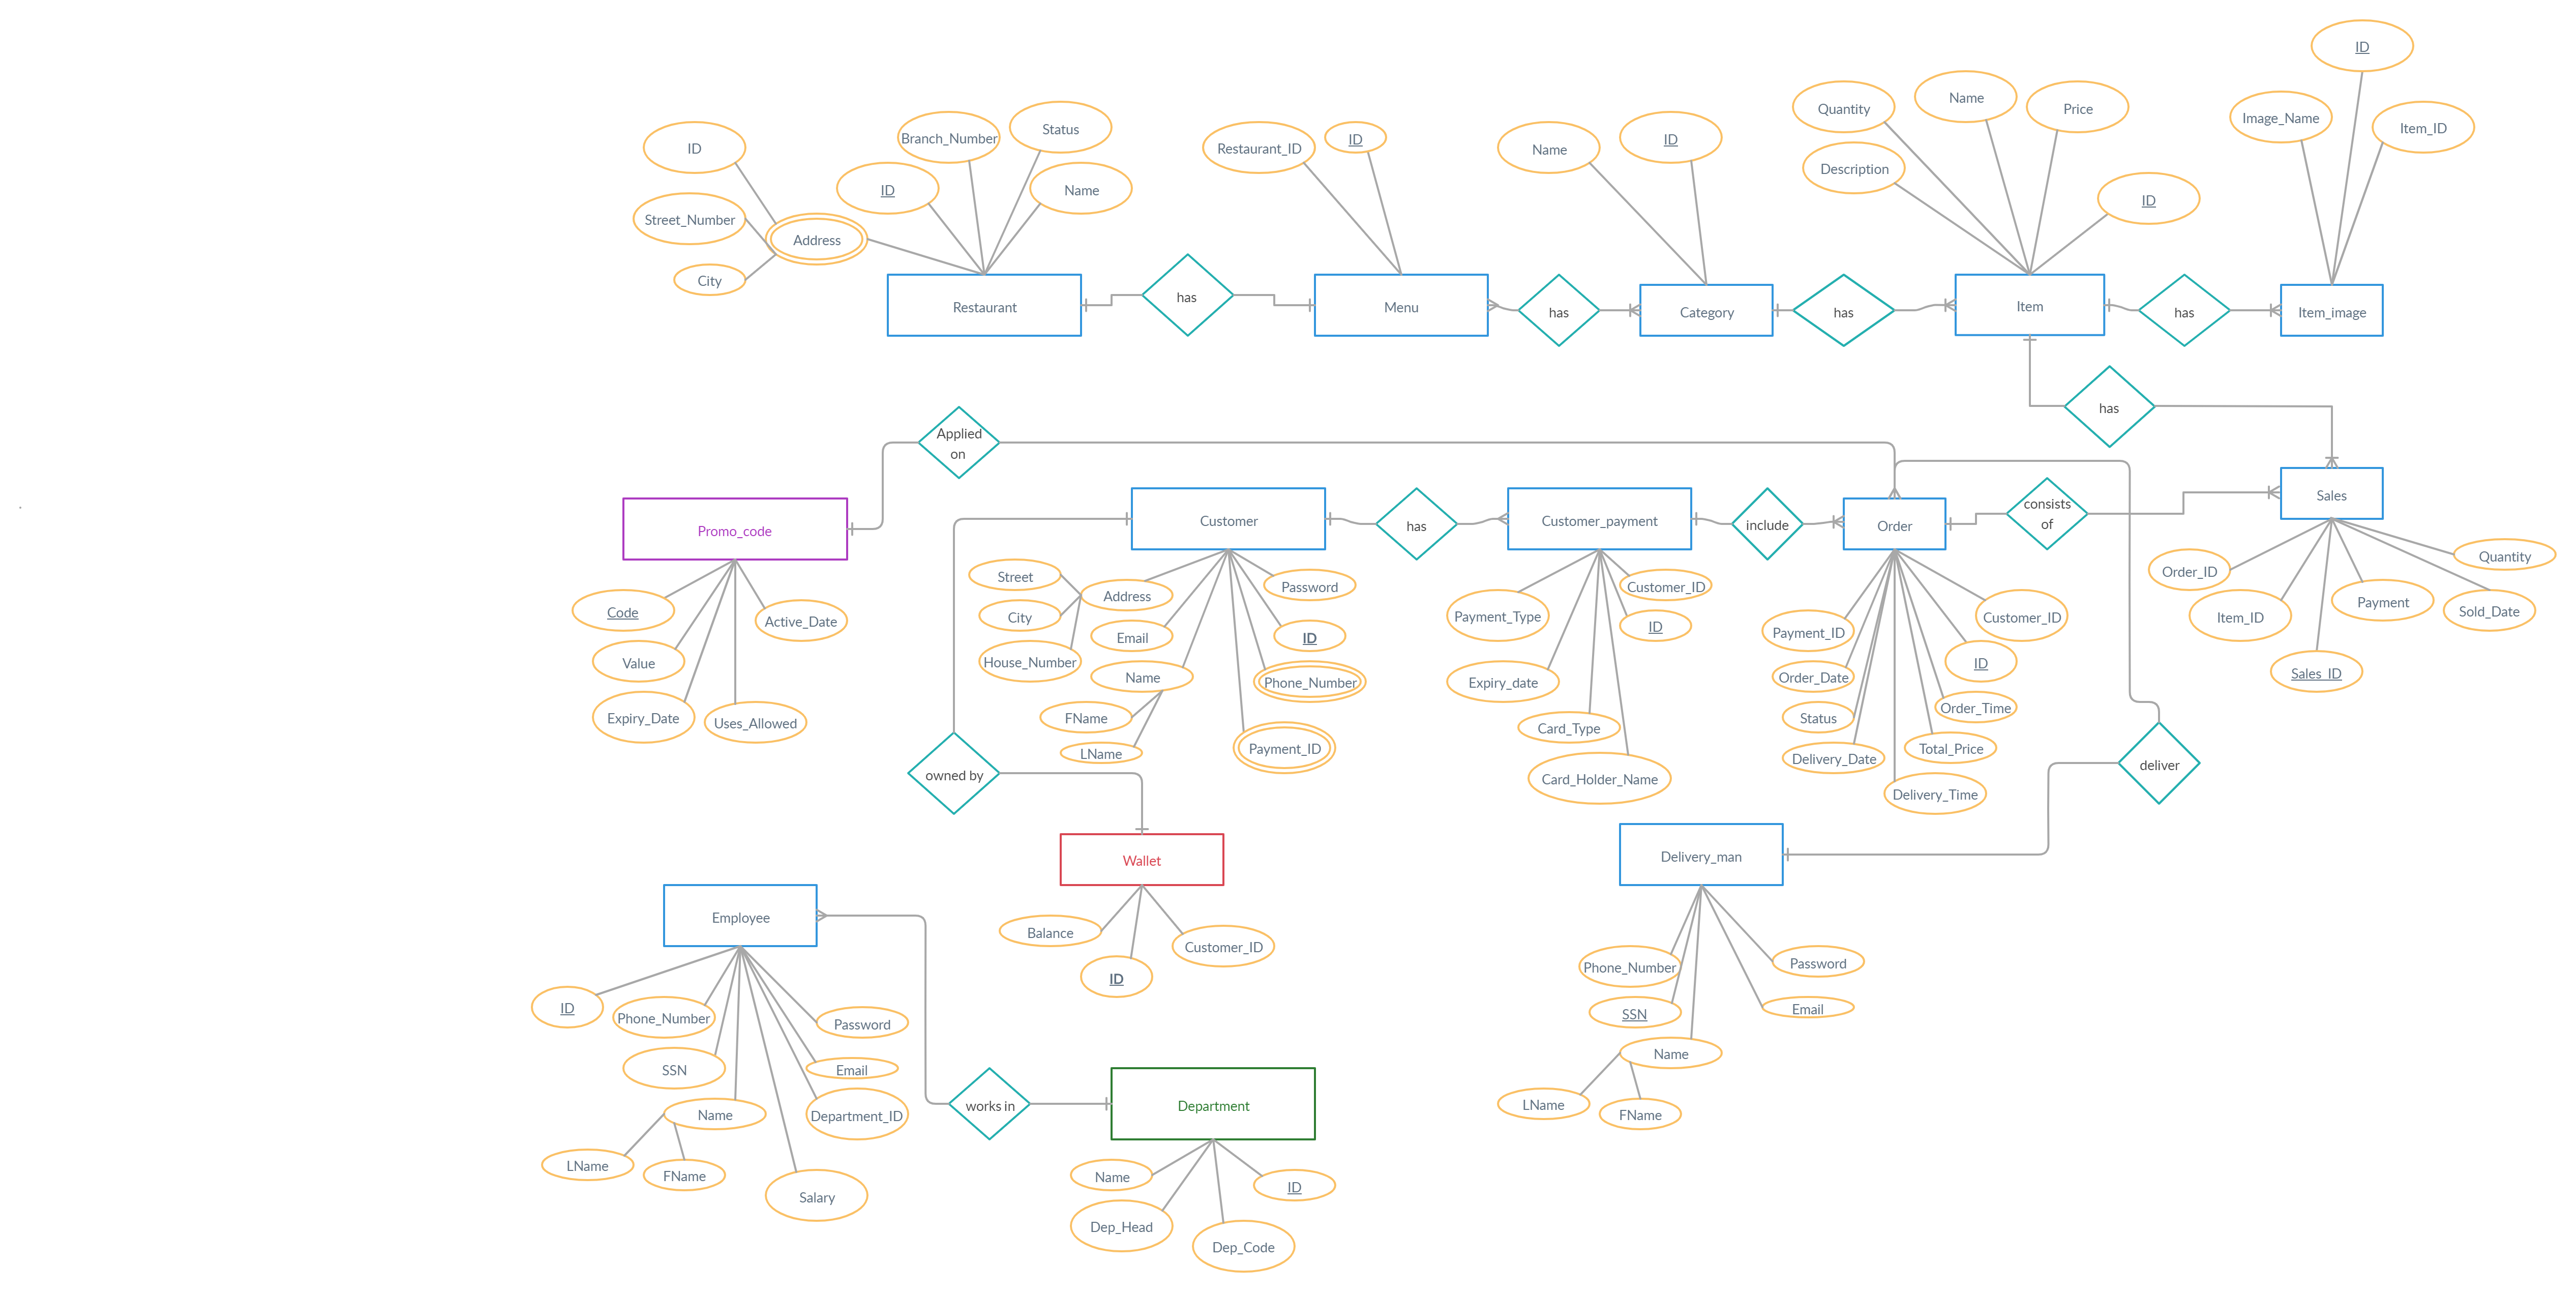 ID
Quantity
Name
Price
Image_Name
Item_ID
ID
Street_Number
City
Address
ID
Branch_Number
Status
Name
Restaurant_ID
ID
Name
ID
Description
ID
Restaurant
has
Menu
has
Category
has
Item
has
Item_image
has
Applied
on
Promo_code
Customer
has
Customer_payment
include
Order
consists
of
Sales
Code
Value
Expiry_Date
Uses_Allowed
Active_Date
Street
City
House_Number
Address
Email
Name
FName
LName
Password
ID
Phone_Number
Payment_ID
Payment_Type
Expiry_date
Card_Type
Card_Holder_Name
Customer_ID
ID
Payment_ID
Order_Date
Status
Delivery_Date
Customer_ID
ID
Order_Time
Total_Price
Delivery_Time
Order_ID
Item_ID
Sales_ID
Payment
Sold_Date
Quantity
owned by
deliver
Wallet
Balance
ID
Customer_ID
Delivery_man
Phone_Number
SSN
Name
LName
FName
Password
Email
Employee
ID
Phone_Number
SSN
Name
LName
FName
Salary
Password
Email
Department_ID
works in
Department
Name
Dep_Head
Dep_Code
ID